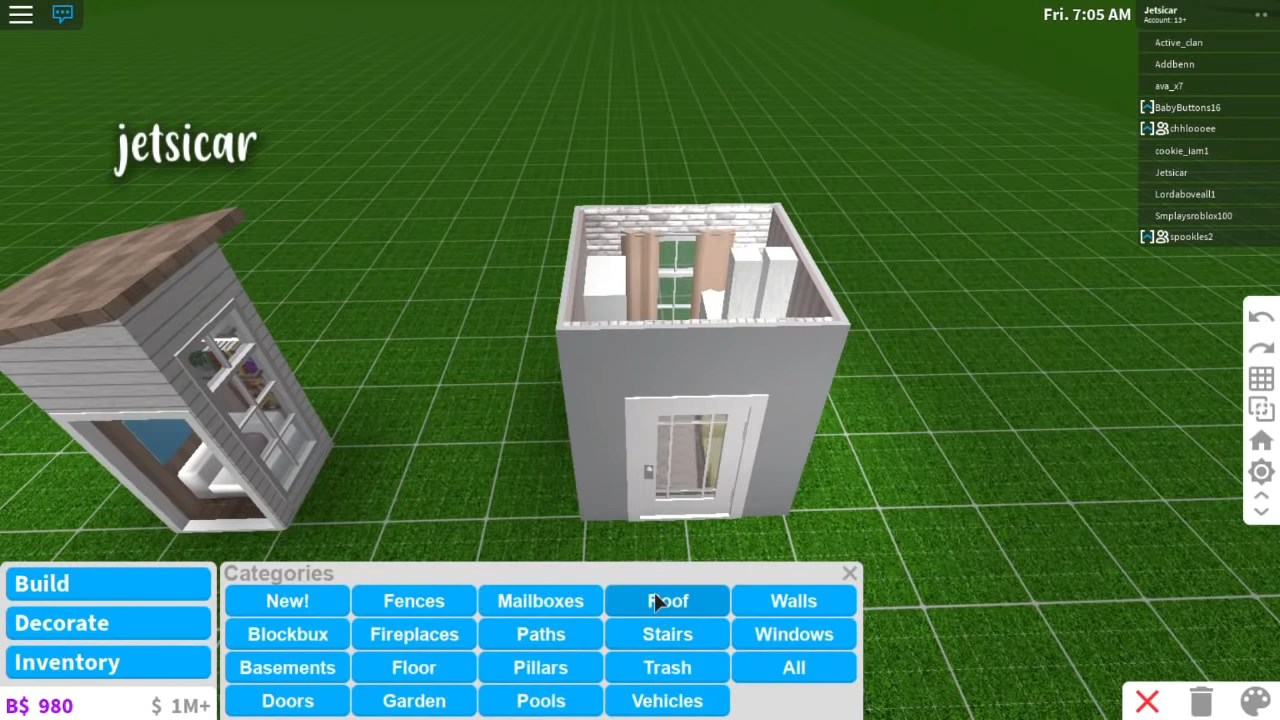 Fri. 7:05 AM
Jetsicar
Account: 13+
Active_clan
Addbenn
ava_x7
BabyButtons16
chhloooee
cookie_iam1
Jetsicar
Lordaboveall1
Smplaysroblox100
spookles2
jetsicar
Build
Decorate
Inventory
B$ 980 $ 1M+
Categories
New! Fences Mailboxes Roof Walls
Blockbux Fireplaces Paths Stairs Windows
Basements Floor Pillars Trash All
Doors Garden Pools Vehicles